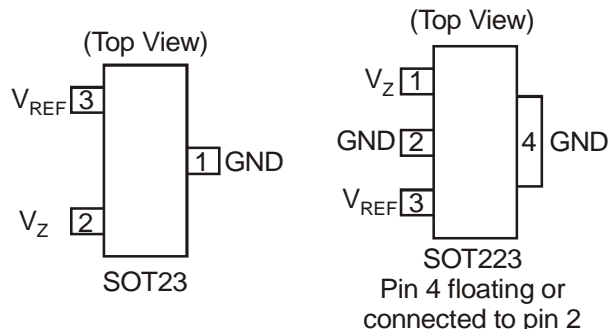 (Top View)
V_REF 3
1 GND
V_Z 2
SOT23
(Top View)
V_Z 1
GND 2
4 GND
V_REF 3
SOT223
Pin 4 floating or
connected to pin 2